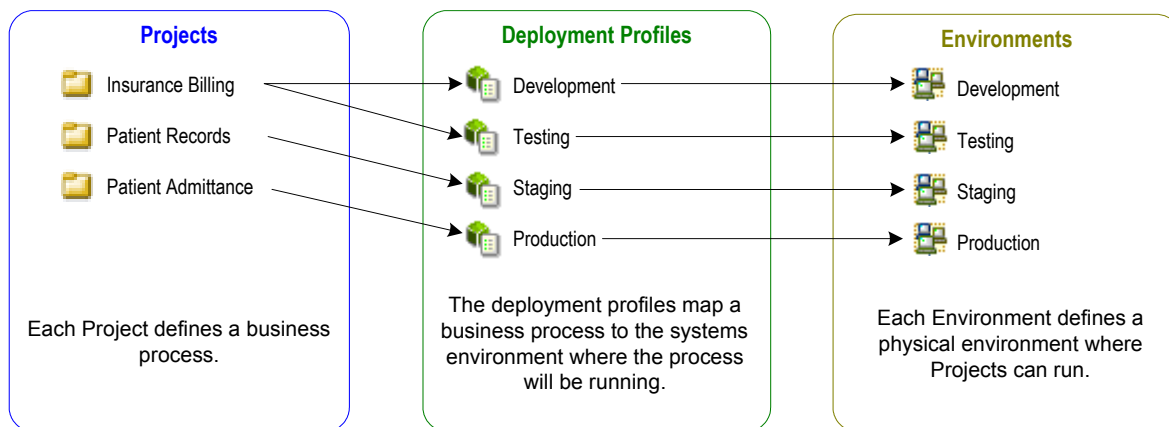 Projects
Insurance Billing
Patient Records
Patient Admittance
Each Project defines a business
process.
Deployment Profiles
Development
Testing
Staging
Production
The deployment profiles map a
business process to the systems
environment where the process
will be running.
Environments
Development
Testing
Staging
Production
Each Environment defines a
physical environment where
Projects can run.